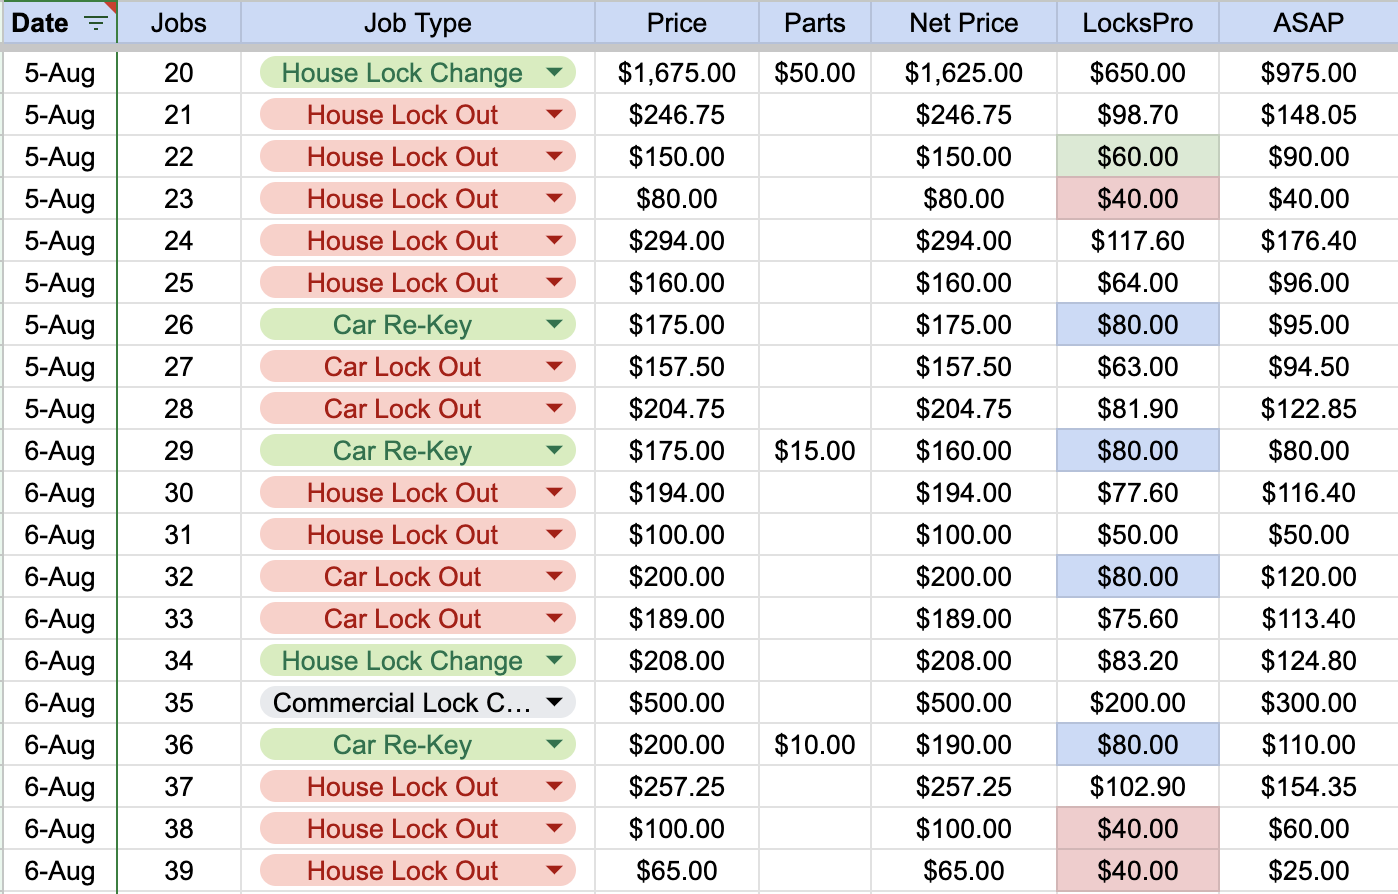 Date Jobs Job Type Price Parts Net Price LocksPro ASAP
5-Aug 20 House Lock Change $1,675.00 $50.00 $1,625.00 $650.00 $975.00
5-Aug 21 House Lock Out $246.75 $246.75 $98.70 $148.05
5-Aug 22 House Lock Out $150.00 $150.00 $60.00 $90.00
5-Aug 23 House Lock Out $80.00 $80.00 $40.00 $40.00
5-Aug 24 House Lock Out $294.00 $294.00 $117.60 $176.40
5-Aug 25 House Lock Out $160.00 $160.00 $64.00 $96.00
5-Aug 26 Car Re-Key $175.00 $175.00 $80.00 $95.00
5-Aug 27 Car Lock Out $157.50 $157.50 $63.00 $94.50
5-Aug 28 Car Lock Out $204.75 $204.75 $81.90 $122.85
6-Aug 29 Car Re-Key $175.00 $15.00 $160.00 $80.00 $80.00
6-Aug 30 House Lock Out $194.00 $194.00 $77.60 $116.40
6-Aug 31 House Lock Out $100.00 $100.00 $50.00 $50.00
6-Aug 32 Car Lock Out $200.00 $200.00 $80.00 $120.00
6-Aug 33 Car Lock Out $189.00 $189.00 $75.60 $113.40
6-Aug 34 House Lock Change $208.00 $208.00 $83.20 $124.80
6-Aug 35 Commercial Lock C... $500.00 $500.00 $200.00 $300.00
6-Aug 36 Car Re-Key $200.00 $10.00 $190.00 $80.00 $110.00
6-Aug 37 House Lock Out $257.25 $257.25 $102.90 $154.35
6-Aug 38 House Lock Out $100.00 $100.00 $40.00 $60.00
6-Aug 39 House Lock Out $65.00 $65.00 $40.00 $25.00